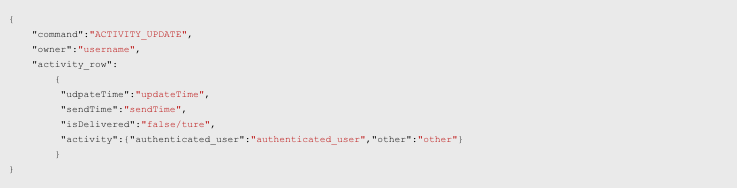 {
"command":"ACTIVITY_UPDATE",
"owner":"username",
"activity_row":
{
"udpateTime":"updateTime",
"sendTime":"sendTime",
"isDelivered":"false/ture",
"activity":{"authenticated_user":"authenticated_user","other":"other"}
}
}